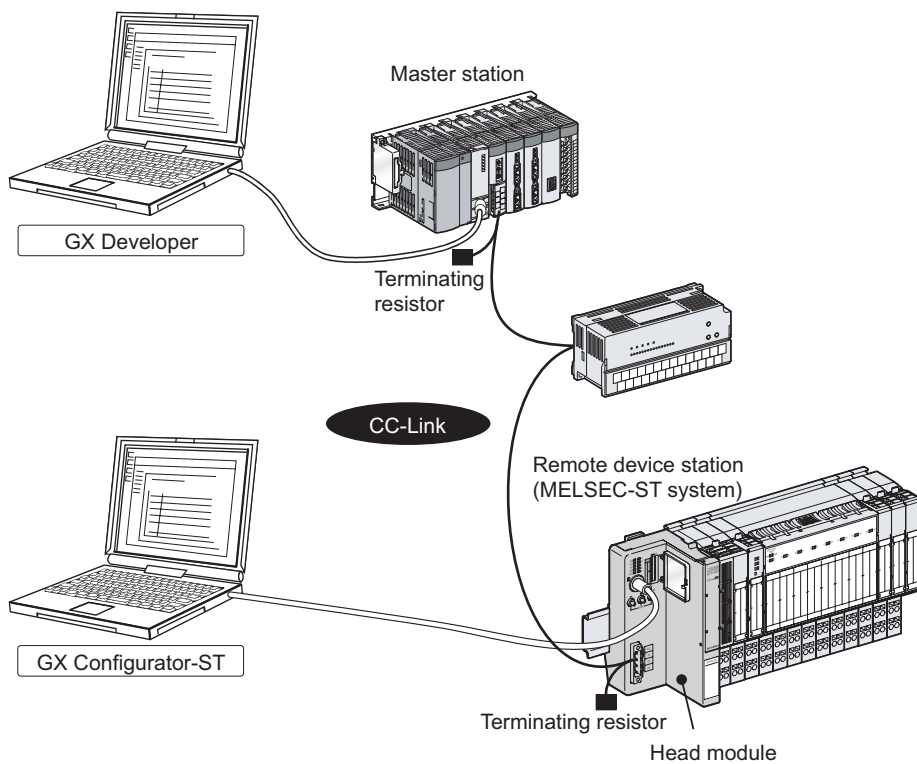 Master station
GX Developer
Terminating
resistor
CC-Link
Remote device station
(MELSEC-ST system)
GX Configurator-ST
Terminating resistor
Head module